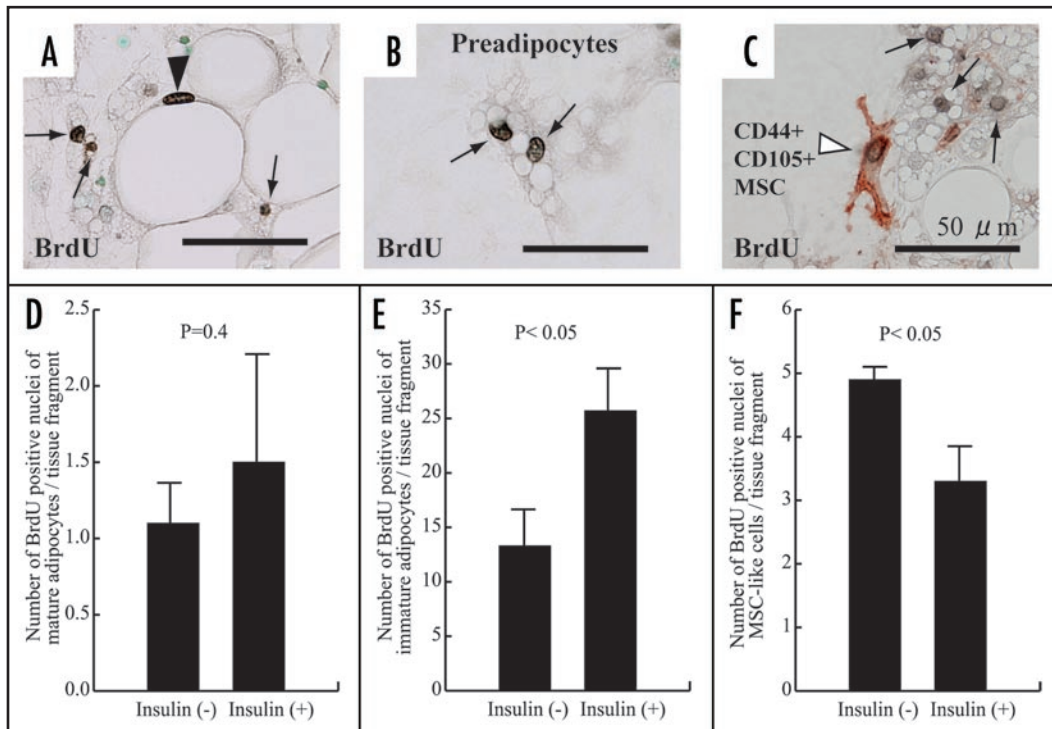 A
BrdU
B
Preadipocytes
BrdU
C
CD44+
CD105+
MSC
BrdU
50 μm
D
P=0.4
Number of BrdU positive nuclei of
mature adipocytes / tissue fragment
2.5
2.0
1.5
1.0
0.5
0.0
Insulin (-) Insulin (+)
E
P< 0.05
Number of BrdU positive nuclei of
immature adipocytes / tissue fragment
35
30
25
20
15
10
5
0
Insulin (-) Insulin (+)
F
P< 0.05
Number of BrdU positive nuclei of
MSC-like cells / tissue fragment
6
5
4
3
2
1
0
Insulin (-) Insulin (+)